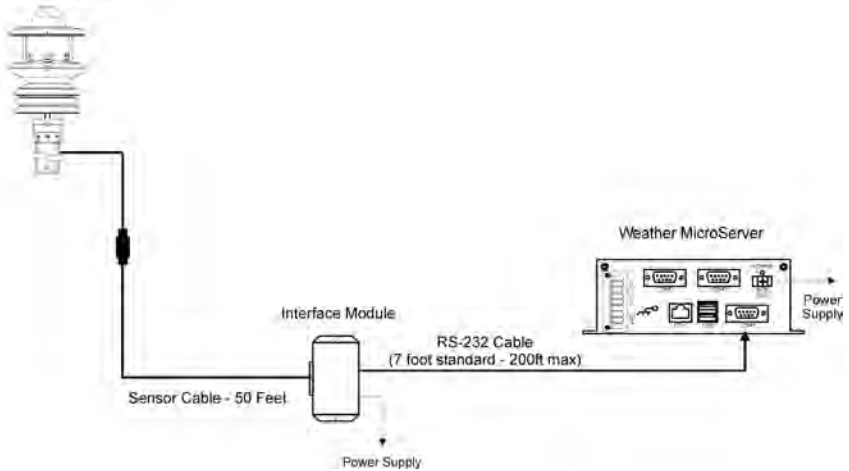 Weather MicroServer
Power
Supply
Interface Module
RS-232 Cable
(7 foot standard - 200ft max)
Sensor Cable - 50 Feet
Power Supply